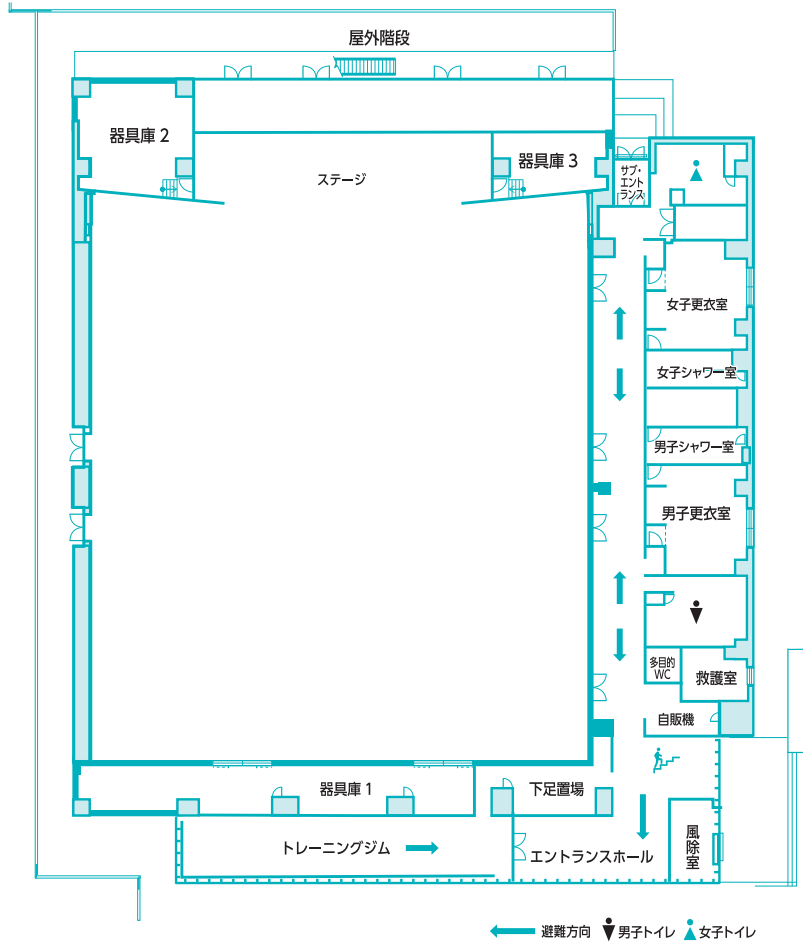 屋外階段
器具庫 2
ステージ
器具庫 3
サブ・
エント
ランス
女子更衣室
女子シャワー室
男子シャワー室
男子更衣室
多目的
WC
救護室
自販機
器具庫 1
下足置場
トレーニングジム
エントランスホール
風
除
室
避難方向
男子トイレ
女子トイレ